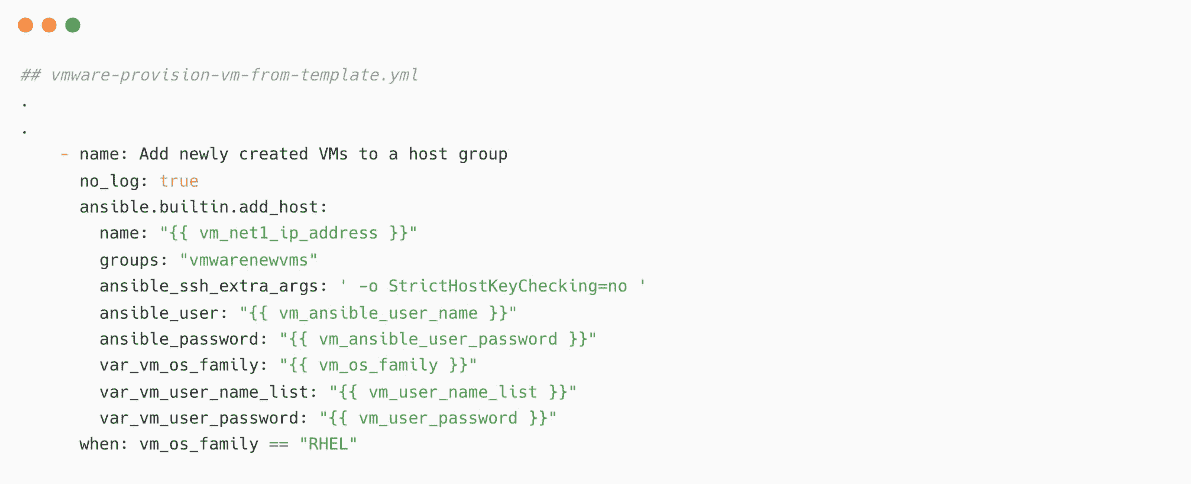 ## vmware-provision-vm-from-template.yml
.
.
    - name: Add newly created VMs to a host group
      no_log: true
      ansible.builtin.add_host:
        name: "{{ vm_net1_ip_address }}"
        groups: "vmwarenewvms"
        ansible_ssh_extra_args: ' -o StrictHostKeyChecking=no '
        ansible_user: "{{ vm_ansible_user_name }}"
        ansible_password: "{{ vm_ansible_user_password }}"
        var_vm_os_family: "{{ vm_os_family }}"
        var_vm_user_name_list: "{{ vm_user_name_list }}"
        var_vm_user_password: "{{ vm_user_password }}"
      when: vm_os_family == "RHEL"